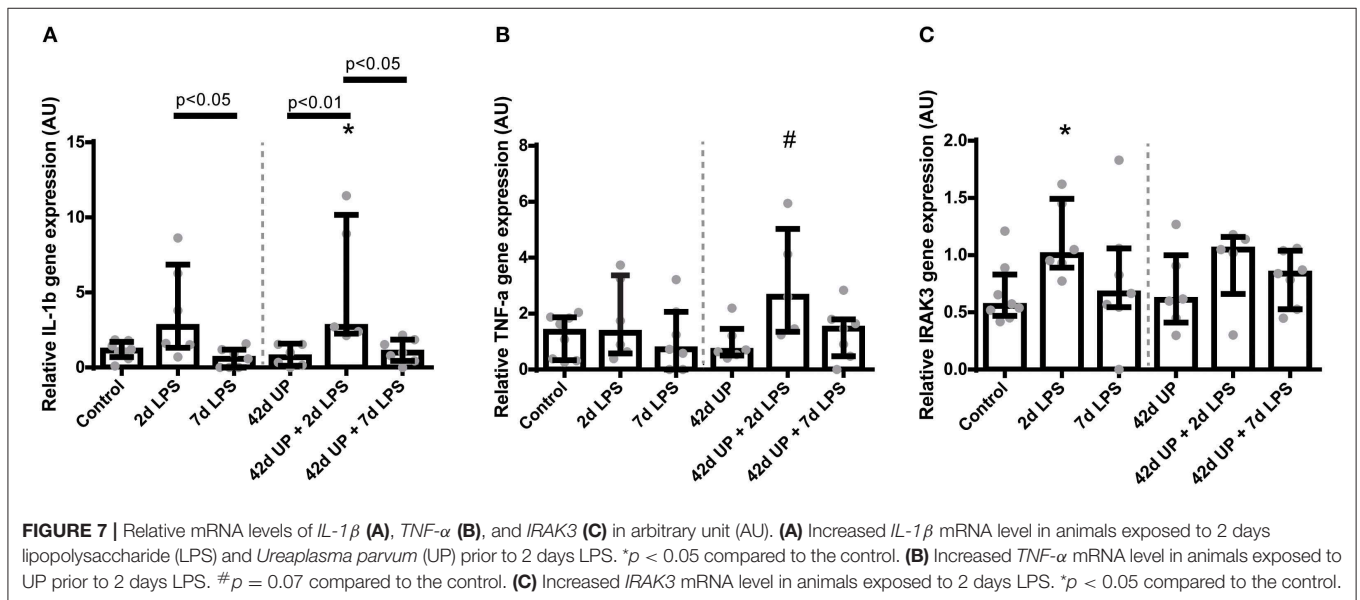 A
B
C
p<0.05
p<0.05
p<0.01
*
#
*
Relative IL-1b gene expression (AU)
15
10
5
0
Control
2d LPS
7d LPS
42d UP
42d UP + 2d LPS
42d UP + 7d LPS
Relative TNF-a gene expression (AU)
8
6
4
2
0
Control
2d LPS
7d LPS
42d UP
42d UP + 2d LPS
42d UP + 7d LPS
Relative IRAK3 gene expression (AU)
2.0
1.5
1.0
0.5
0.0
Control
2d LPS
7d LPS
42d UP
42d UP + 2d LPS
42d UP + 7d LPS
FIGURE 7 | Relative mRNA levels of IL-1β (A), TNF-α (B), and IRAK3 (C) in arbitrary unit (AU). (A) Increased IL-1β mRNA level in animals exposed to 2 days
lipopolysaccharide (LPS) and Ureaplasma parvum (UP) prior to 2 days LPS. *p < 0.05 compared to the control. (B) Increased TNF-α mRNA level in animals exposed to
UP prior to 2 days LPS. #p = 0.07 compared to the control. (C) Increased IRAK3 mRNA level in animals exposed to 2 days LPS. *p < 0.05 compared to the control.